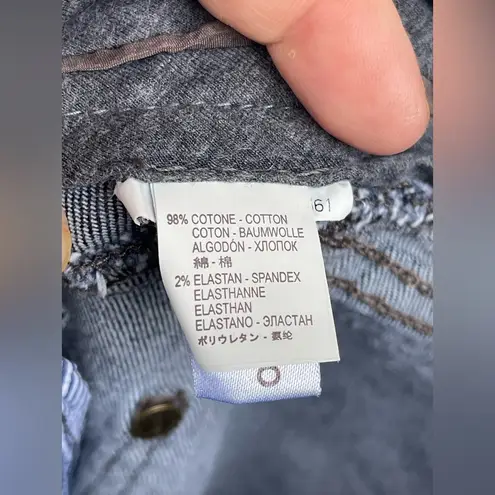 61
98% COTONE - COTTON
COTON - BAUMWOLLE
ALGODÓN - ХЛОПОК
綿 - 棉
2% ELASTAN - SPANDEX
ELASTHANNE
ELASTHAN
ELASTANO - ЭЛАСТАН
ポリウレタン - 氨纶